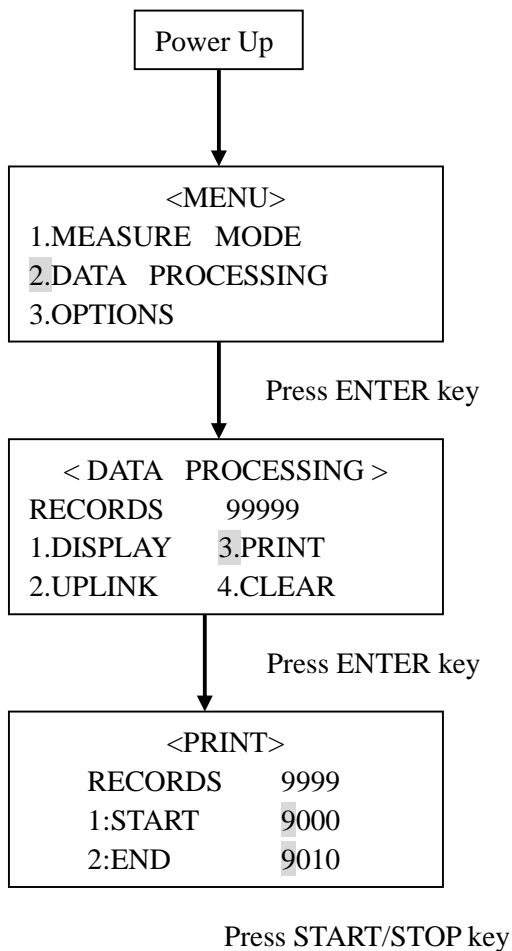 Power Up
<MENU>
1.MEASURE MODE
2.DATA PROCESSING
3.OPTIONS
Press ENTER key
< DATA PROCESSING >
RECORDS 99999
1.DISPLAY 3.PRINT
2.UPLINK 4.CLEAR
Press ENTER key
<PRINT>
RECORDS 9999
1:START 9000
2:END 9010
Press START/STOP key